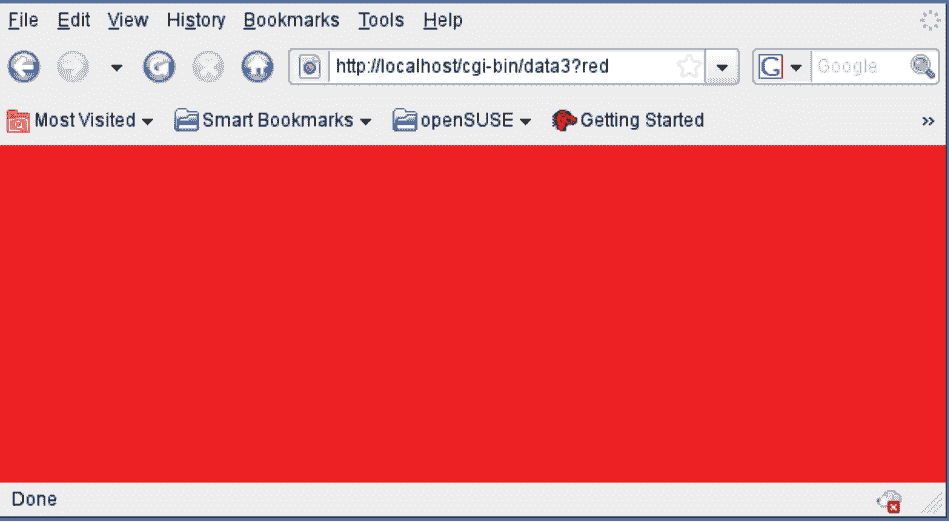 File Edit View History Bookmarks Tools Help
http://localhost/cgi-bin/data3?red G Google
Most Visited Smart Bookmarks openSUSE Getting Started »
Done